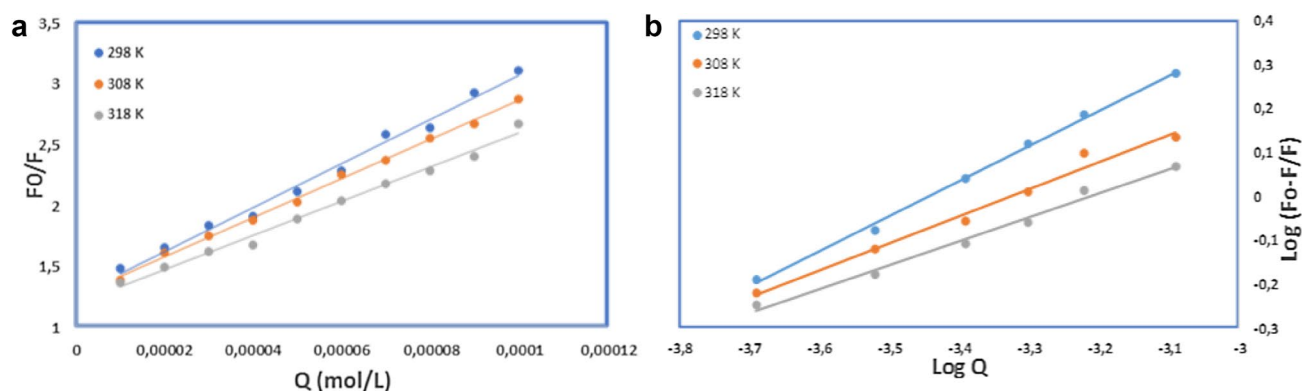 a
3,5
3
2,5
2
1,5
1
F0/F
298 K
308 K
318 K
0
0,00002
0,00004
0,00006
0,00008
0,0001
0,00012
Q (mol/L)
b
298 K
308 K
318 K
0,4
0,3
0,2
0,1
0
-0,1
-0,2
-0,3
Log (Fo-F/F)
-3,8
-3,7
-3,6
-3,5
-3,4
-3,3
-3,2
-3,1
-3
Log Q